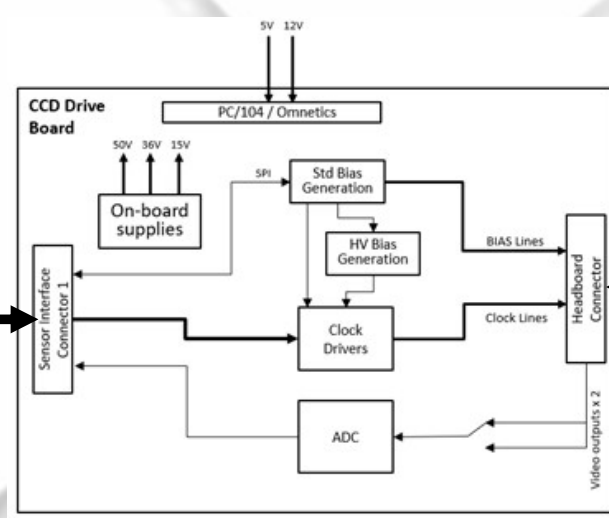 5V 12V
CCD Drive
Board
PC/104 / Omnetics
50V 36V 15V
On-board
supplies
SPI
Std Bias
Generation
HV Bias
Generation
BIAS Lines
Sensor Interface
Connector 1
Clock
Drivers
Clock Lines
Headboard
Connector
ADC
Video outputs x 2